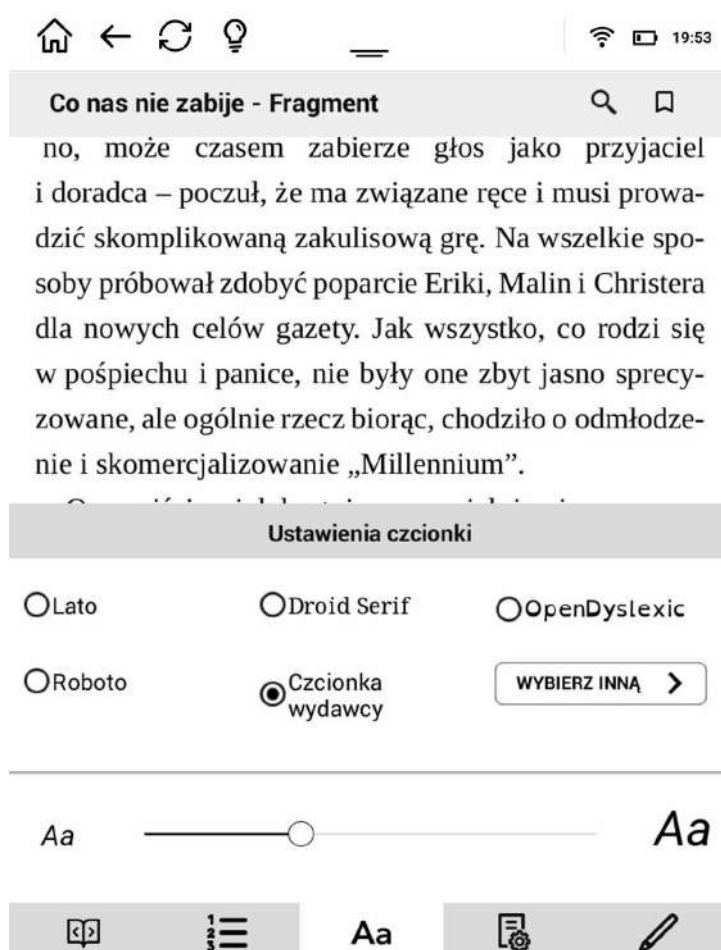 19:53
Co nas nie zabije - Fragment
no, może czasem zabierze głos jako przyjaciel
i doradca – poczuł, że ma związane ręce i musi prowa-
dzić skomplikowaną zakulisową grę. Na wszelkie spo-
soby próbował zdobyć poparcie Eriki, Malin i Christera
dla nowych celów gazety. Jak wszystko, co rodzi się
w pośpiechu i panice, nie były one zbyt jasno sprecy-
zowane, ale ogólnie rzecz biorąc, chodziło o odmłodze-
nie i skomercjalizowanie „Millennium”.
Ustawienia czcionki
Lato
Droid Serif
OpenDyslexic
Roboto
Czcionka
wydawcy
WYBIERZ INNĄ
Aa
Aa
1
2
3
Aa